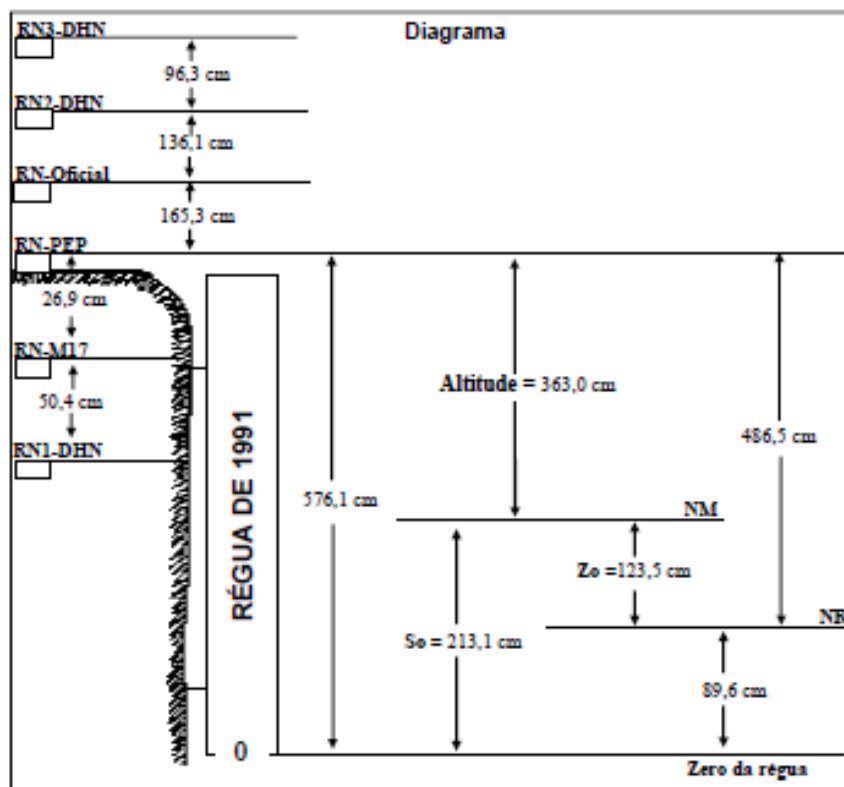 RN3-DHN
Diagrama
96,3 cm
RN2-DHN
136,1 cm
RN-Oficial
165,3 cm
RN-PEP
26,9 cm
RN-M17
Altitude = 363,0 cm
50,4 cm
486,5 cm
RN1-DHN
RÉGUA DE 1991
576,1 cm
NM
Zo =123,5 cm
NR
So = 213,1 cm
89,6 cm
0
Zero da régua